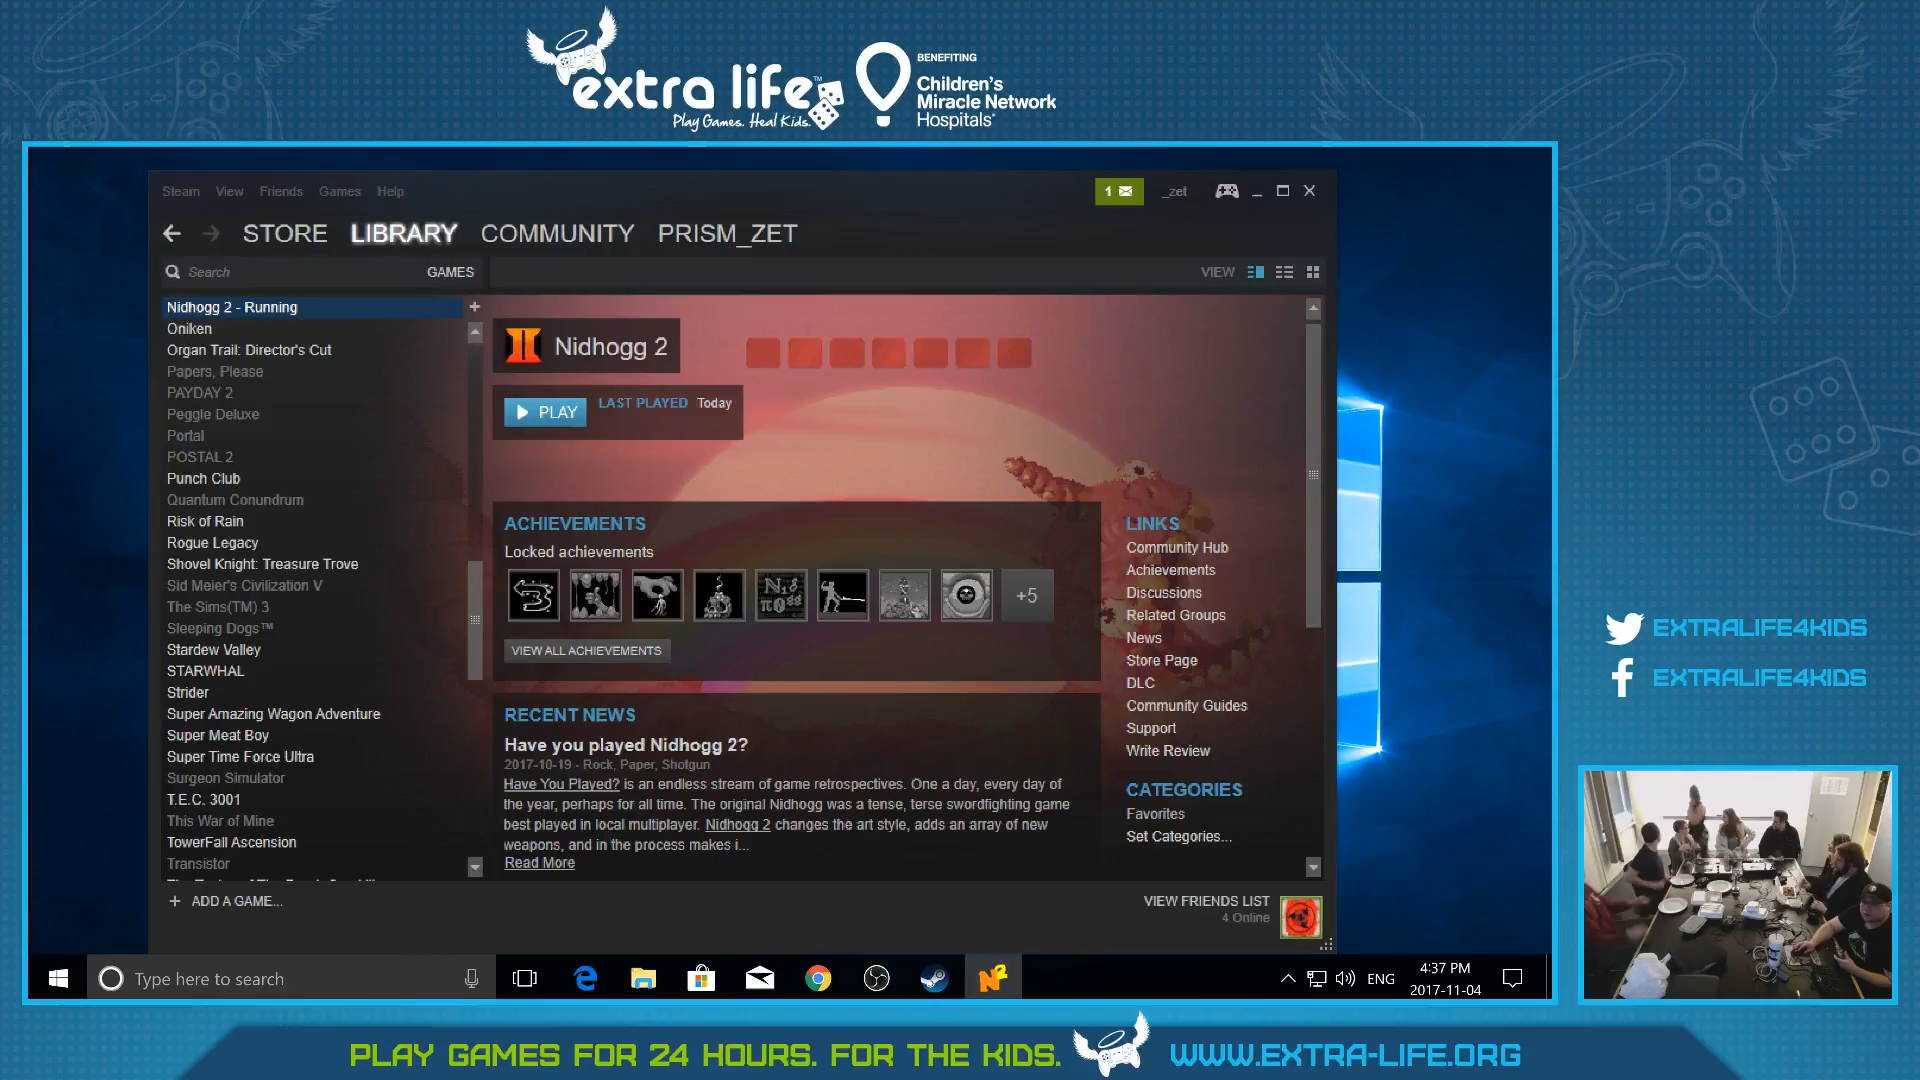 extra life™
Play Games. Heal Kids.
BENEFITING
Children's
Miracle Network
Hospitals®
Steam View Friends Games Help
1
_zet
STORE LIBRARY COMMUNITY PRISM_ZET
Search GAMES
VIEW
Nidhogg 2 - Running
Oniken
Organ Trail: Director's Cut
Papers, Please
PAYDAY 2
Peggle Deluxe
Portal
POSTAL 2
Punch Club
Quantum Conundrum
Risk of Rain
Rogue Legacy
Shovel Knight: Treasure Trove
Sid Meier's Civilization V
The Sims(TM) 3
Sleeping Dogs™
Stardew Valley
STARWHAL
Strider
Super Amazing Wagon Adventure
Super Meat Boy
Super Time Force Ultra
Surgeon Simulator
T.E.C. 3001
This War of Mine
TowerFall Ascension
Transistor
+ ADD A GAME...
Nidhogg 2
PLAY
LAST PLAYED Today
ACHIEVEMENTS
Locked achievements
+5
VIEW ALL ACHIEVEMENTS
RECENT NEWS
Have you played Nidhogg 2?
2017-10-19 - Rock, Paper, Shotgun
Have You Played? is an endless stream of game retrospectives. One a day, every day of
the year, perhaps for all time. The original Nidhogg was a tense, terse swordfighting game
best played in local multiplayer. Nidhogg 2 changes the art style, adds an array of new
weapons, and in the process makes i...
Read More
LINKS
Community Hub
Achievements
Discussions
Related Groups
News
Store Page
DLC
Community Guides
Support
Write Review
CATEGORIES
Favorites
Set Categories...
VIEW FRIENDS LIST
4 Online
Type here to search
ENG
4:37 PM
2017-11-04
EXTRALIFE4KIDS
EXTRALIFE4KIDS
PLAY GAMES FOR 24 HOURS. FOR THE KIDS.
WWW.EXTRA-LIFE.ORG